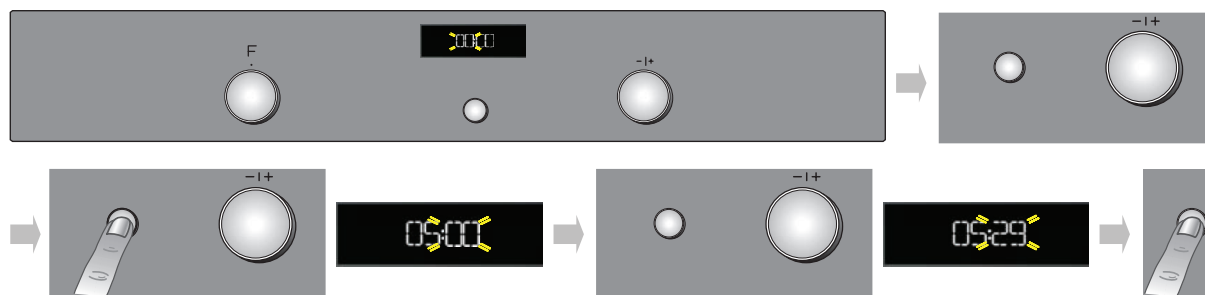 F
00:00
- I +
- I +
- I +
05:00
- I +
05:29